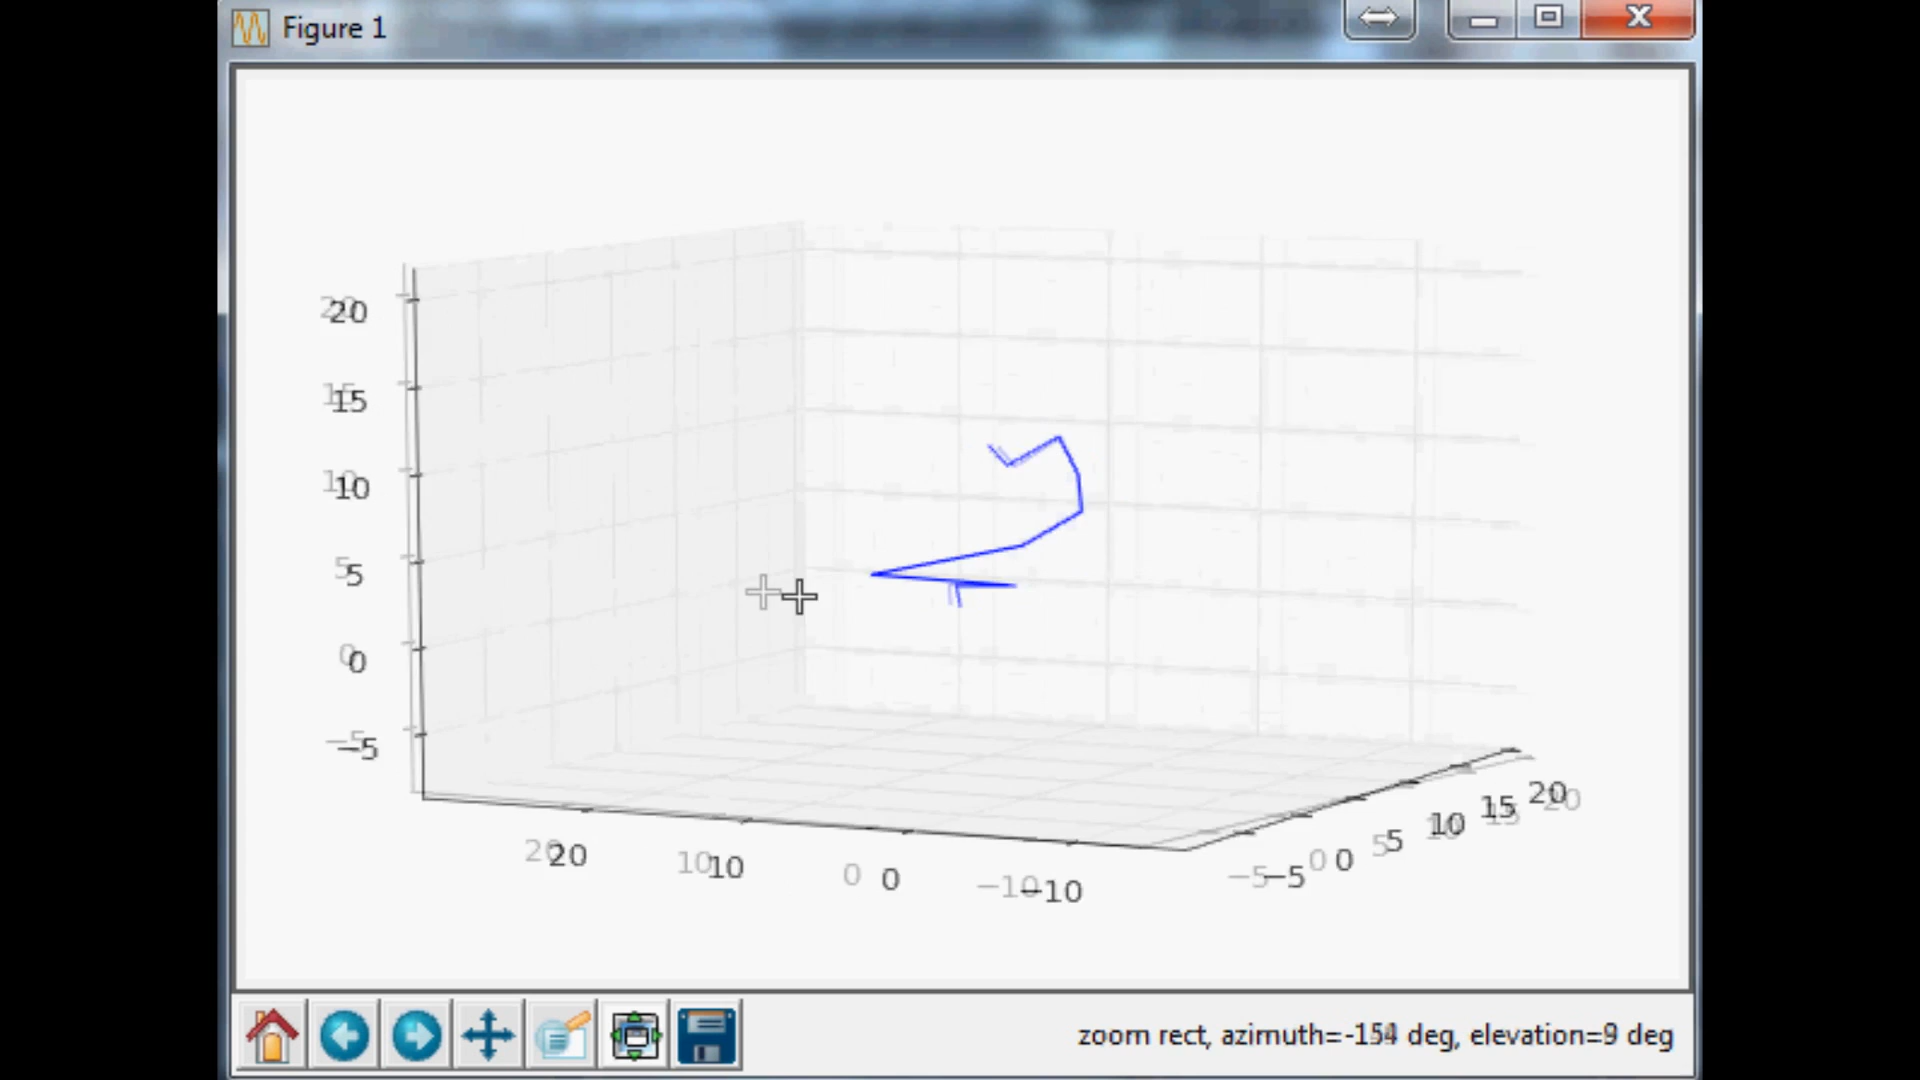 Figure 1
20
15
10
5
0
−5
20 10 0 −10
−5 0 5 10 15 20
zoom rect, azimuth=-154 deg, elevation=9 deg